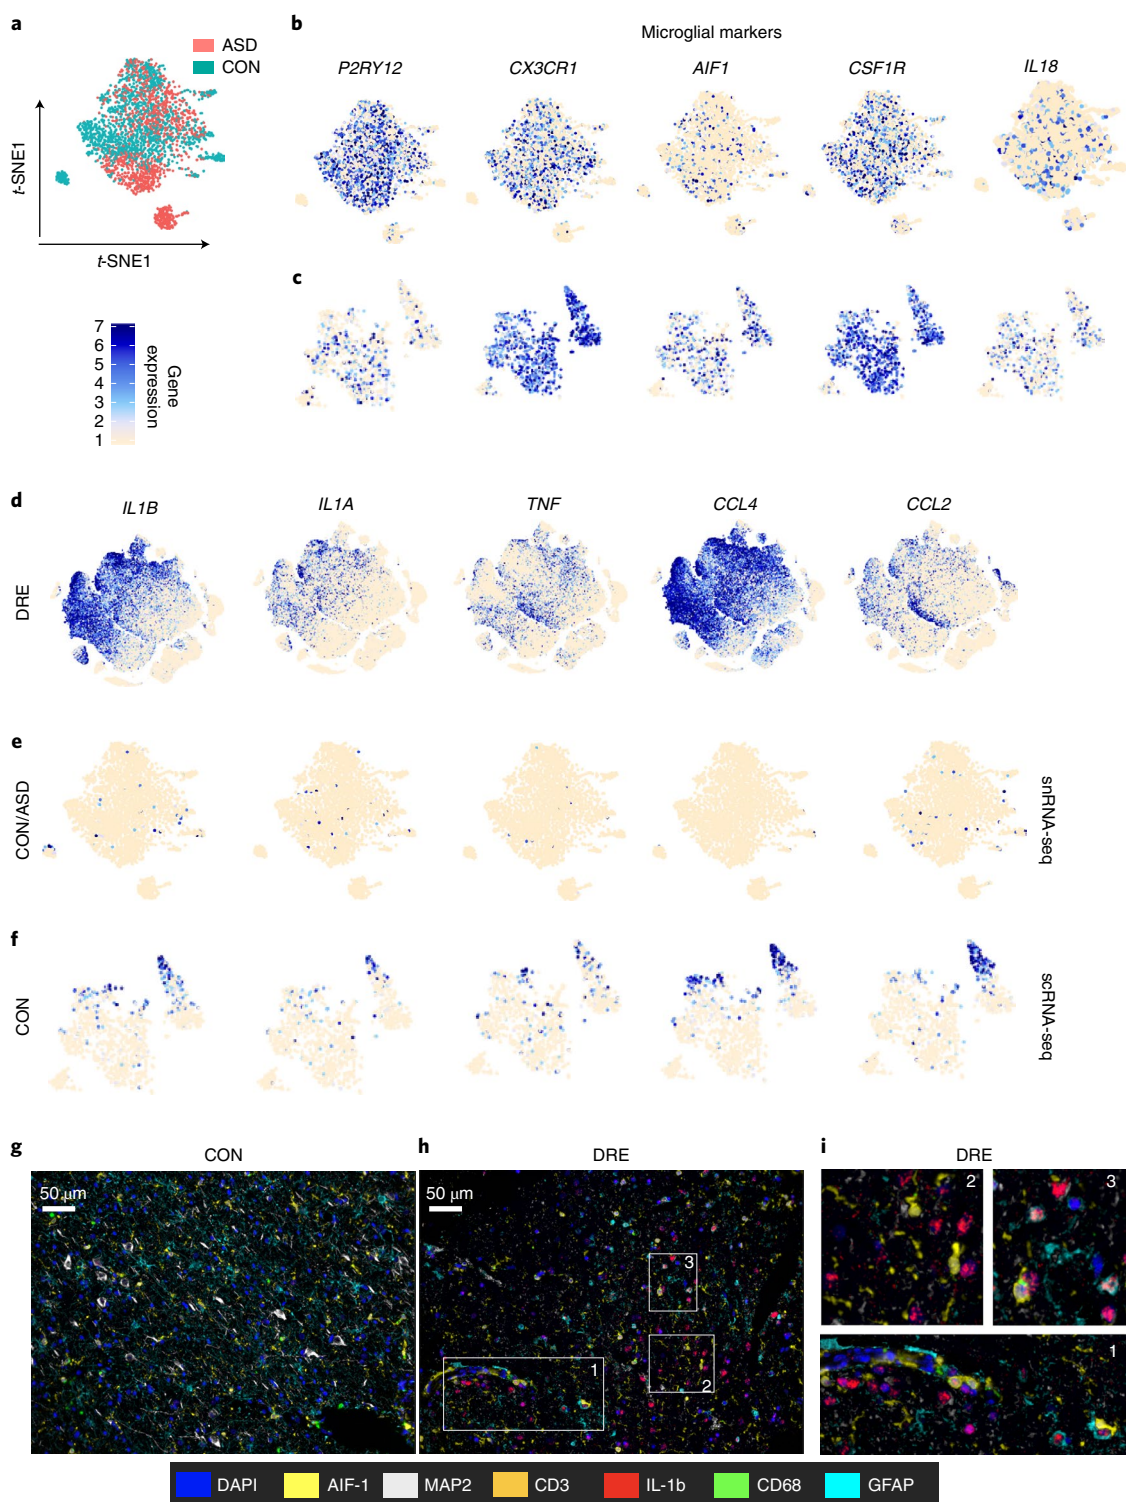 a
ASD
CON
t-SNE1
t-SNE1
b
Microglial markers
P2RY12
CX3CR1
AIF1
CSF1R
IL18
c
7
6
5
4
3
2
1
Gene
expression
d
IL1B
IL1A
TNF
CCL4
CCL2
DRE
e
CON/ASD
snRNA-seq
f
CON
scRNA-seq
g
CON
50 µm
h
DRE
50 µm
3
2
1
i
DRE
2
3
1
DAPI
AIF-1
MAP2
CD3
IL-1b
CD68
GFAP